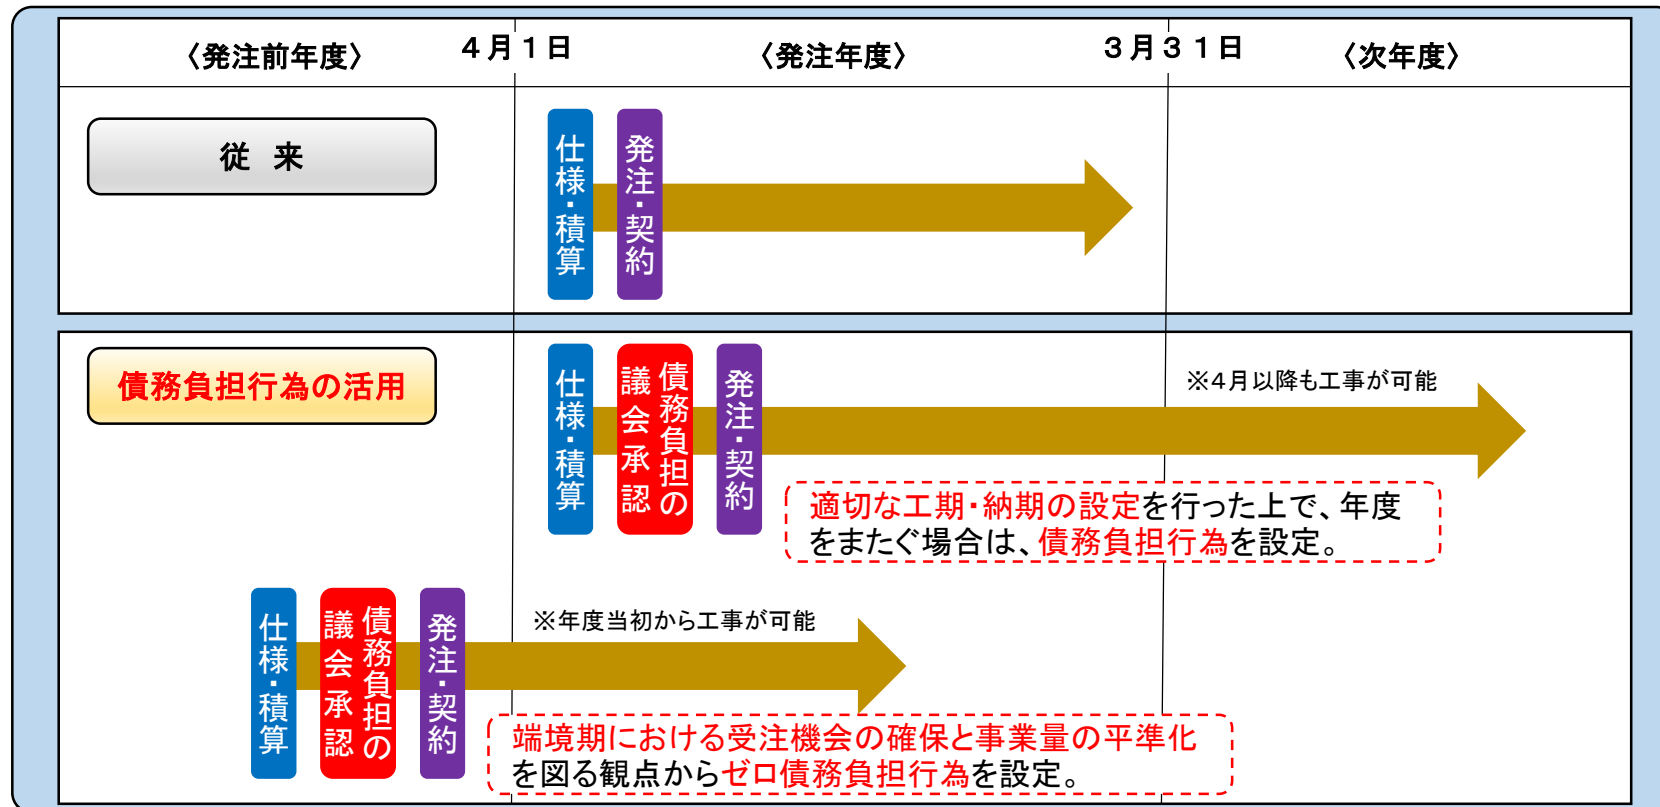 〈発注前年度〉
４月１日
〈発注年度〉
３月３１日
〈次年度〉
従 来
仕様・積算
発注・契約
債務負担行為の活用
仕様・積算
債務負担の
議会承認
発注・契約
※４月以降も工事が可能
適切な工期・納期の設定を行った上で、年度
をまたぐ場合は、債務負担行為を設定。
仕様・積算
債務負担の
議会承認
発注・契約
※年度当初から工事が可能
端境期における受注機会の確保と事業量の平準化
を図る観点からゼロ債務負担行為を設定。